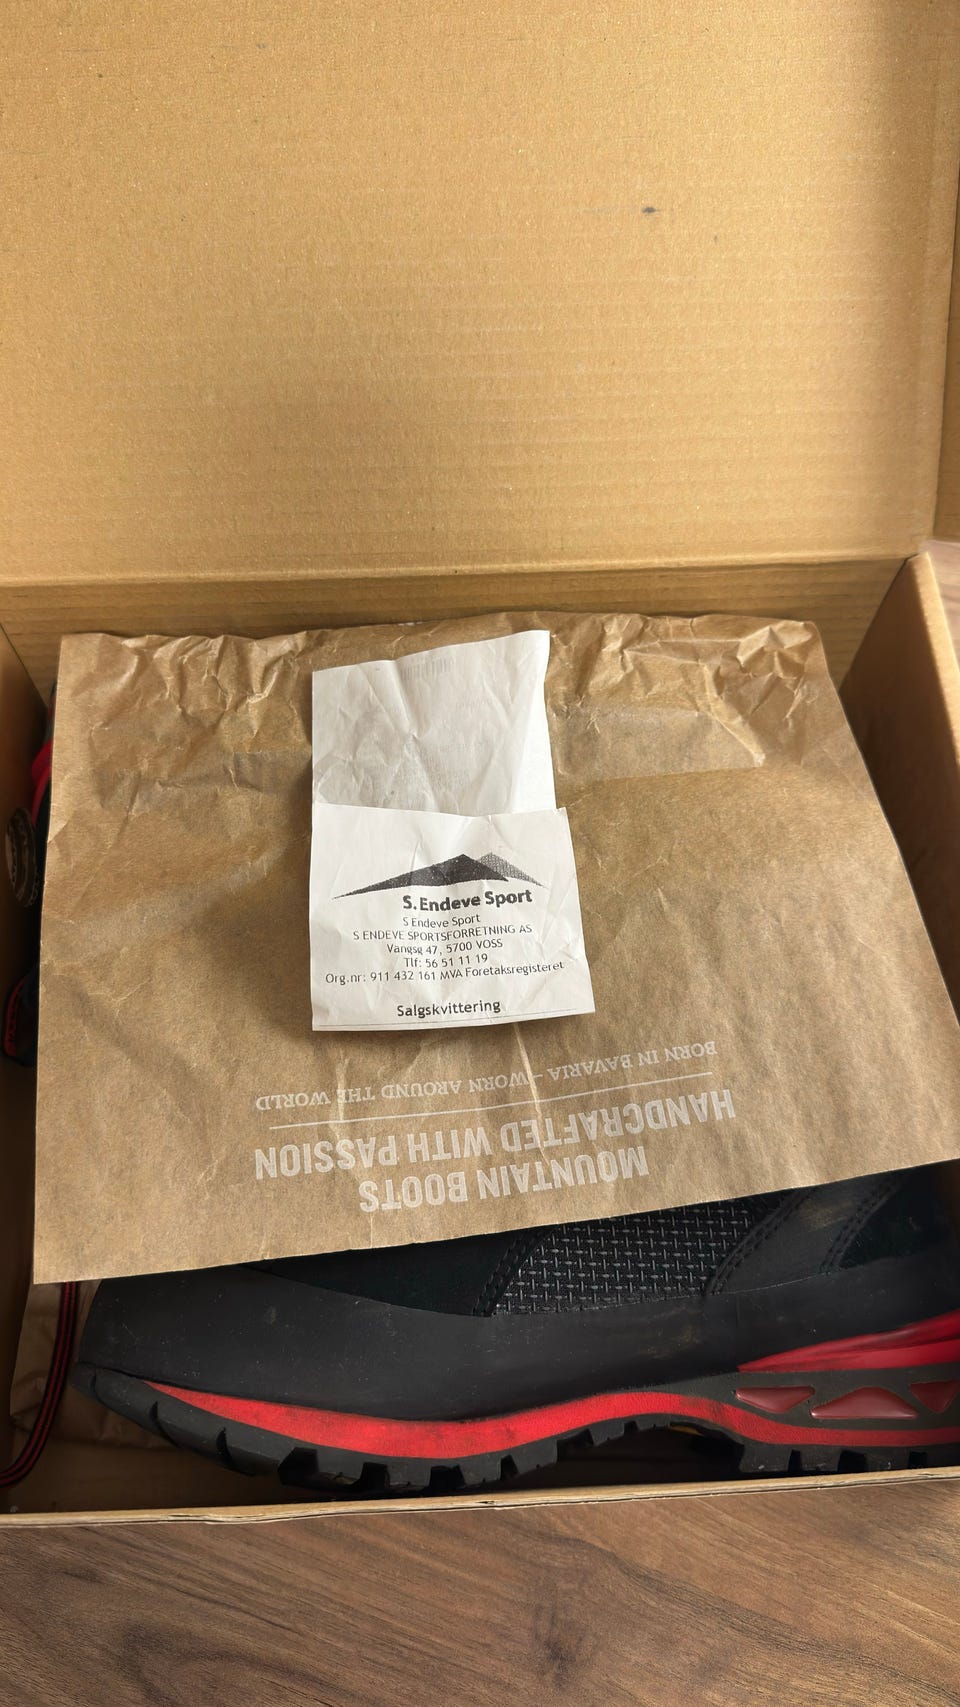 S.Endeve Sport
S Endeve Sport
S ENDEVE SPORTSFORRETNING AS
Vangsg 47, 5700 VOSS
Tlf: 56 51 11 19
Org.nr: 911 432 161 MVA Foretaksregisteret
Salgskvittering
MOUNTAIN BOOTS
HANDCRAFTED WITH PASSION
BORN IN BAVARIA – WORN AROUND THE WORLD